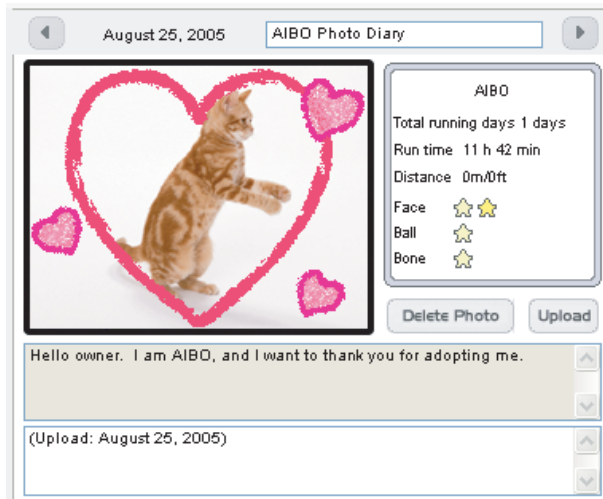 August 25, 2005
AIBO Photo Diary
AIBO
Total running days 1 days
Run time 11 h 42 min
Distance 0m/0ft
Face
Ball
Bone
Delete Photo
Upload
Hello owner. I am AIBO, and I want to thank you for adopting me.
(Upload: August 25, 2005)